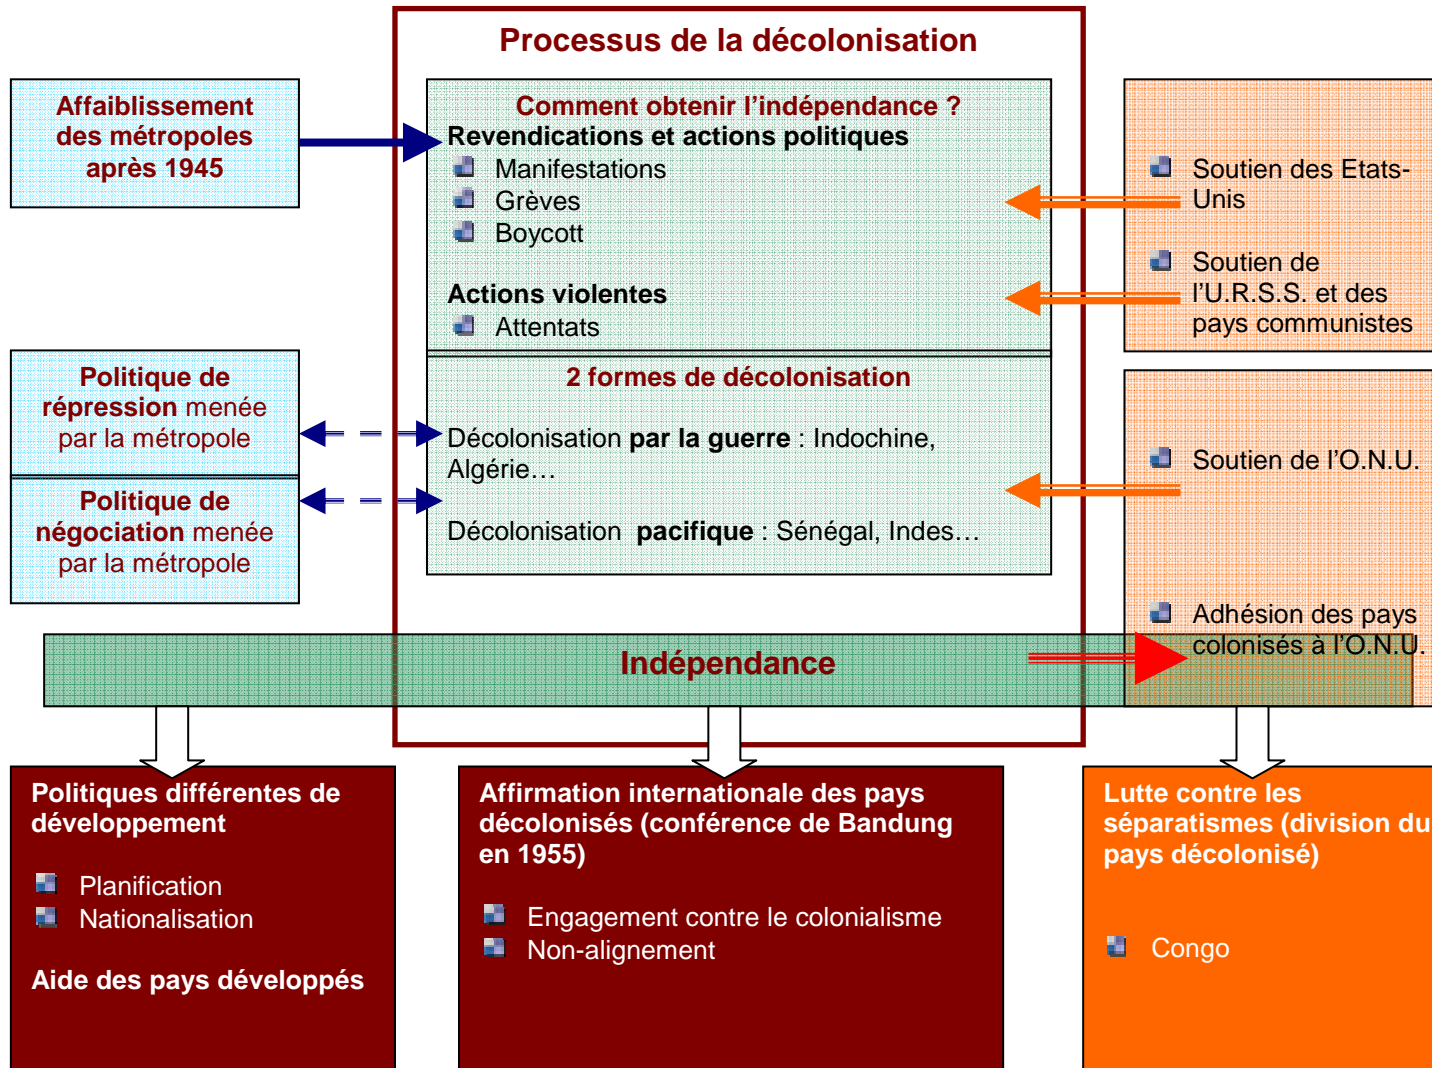 Processus de la décolonisation
Affaiblissement
des métropoles
après 1945
Comment obtenir l’indépendance ?
Revendications et actions politiques
Manifestations
Grèves
Boycott
Actions violentes
Attentats
Soutien des Etats-
Unis
Soutien de
l’U.R.S.S. et des
pays communistes
Politique de
répression menée
par la métropole
Politique de
négociation menée
par la métropole
2 formes de décolonisation
Décolonisation par la guerre : Indochine,
Algérie…
Décolonisation pacifique : Sénégal, Indes…
Soutien de l’O.N.U.
Adhésion des pays
colonisés à l’O.N.U.
Indépendance
Politiques différentes de
développement
Planification
Nationalisation
Aide des pays développés
Affirmation internationale des pays
décolonisés (conférence de Bandung
en 1955)
Engagement contre le colonialisme
Non-alignement
Lutte contre les
séparatismes (division du
pays décolonisé)
Congo